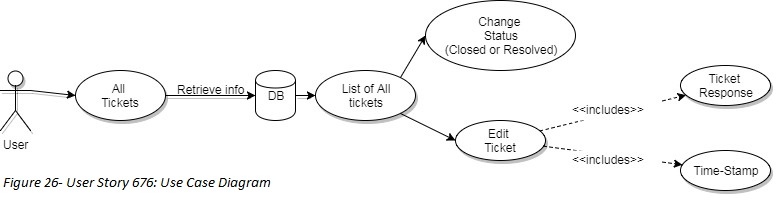 Change
Status
(Closed or Resolved)
All
Tickets
Retrieve info
DB
List of All
tickets
Ticket
Response
<<includes>>
Edit
Ticket
User
<<includes>>
Time-Stamp
Figure 26- User Story 676: Use Case Diagram